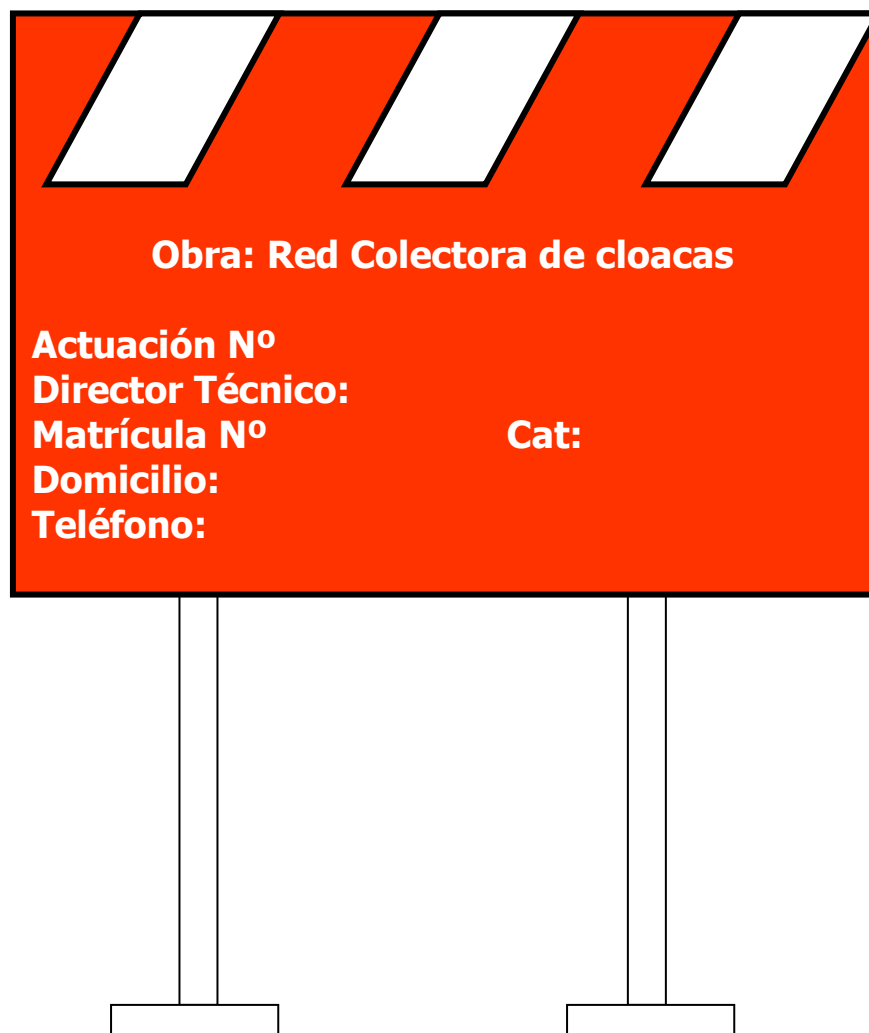 Obra: Red Colectora de cloacas
Actuación Nº
Director Técnico:
Matrícula Nº Cat:
Domicilio:
Teléfono: